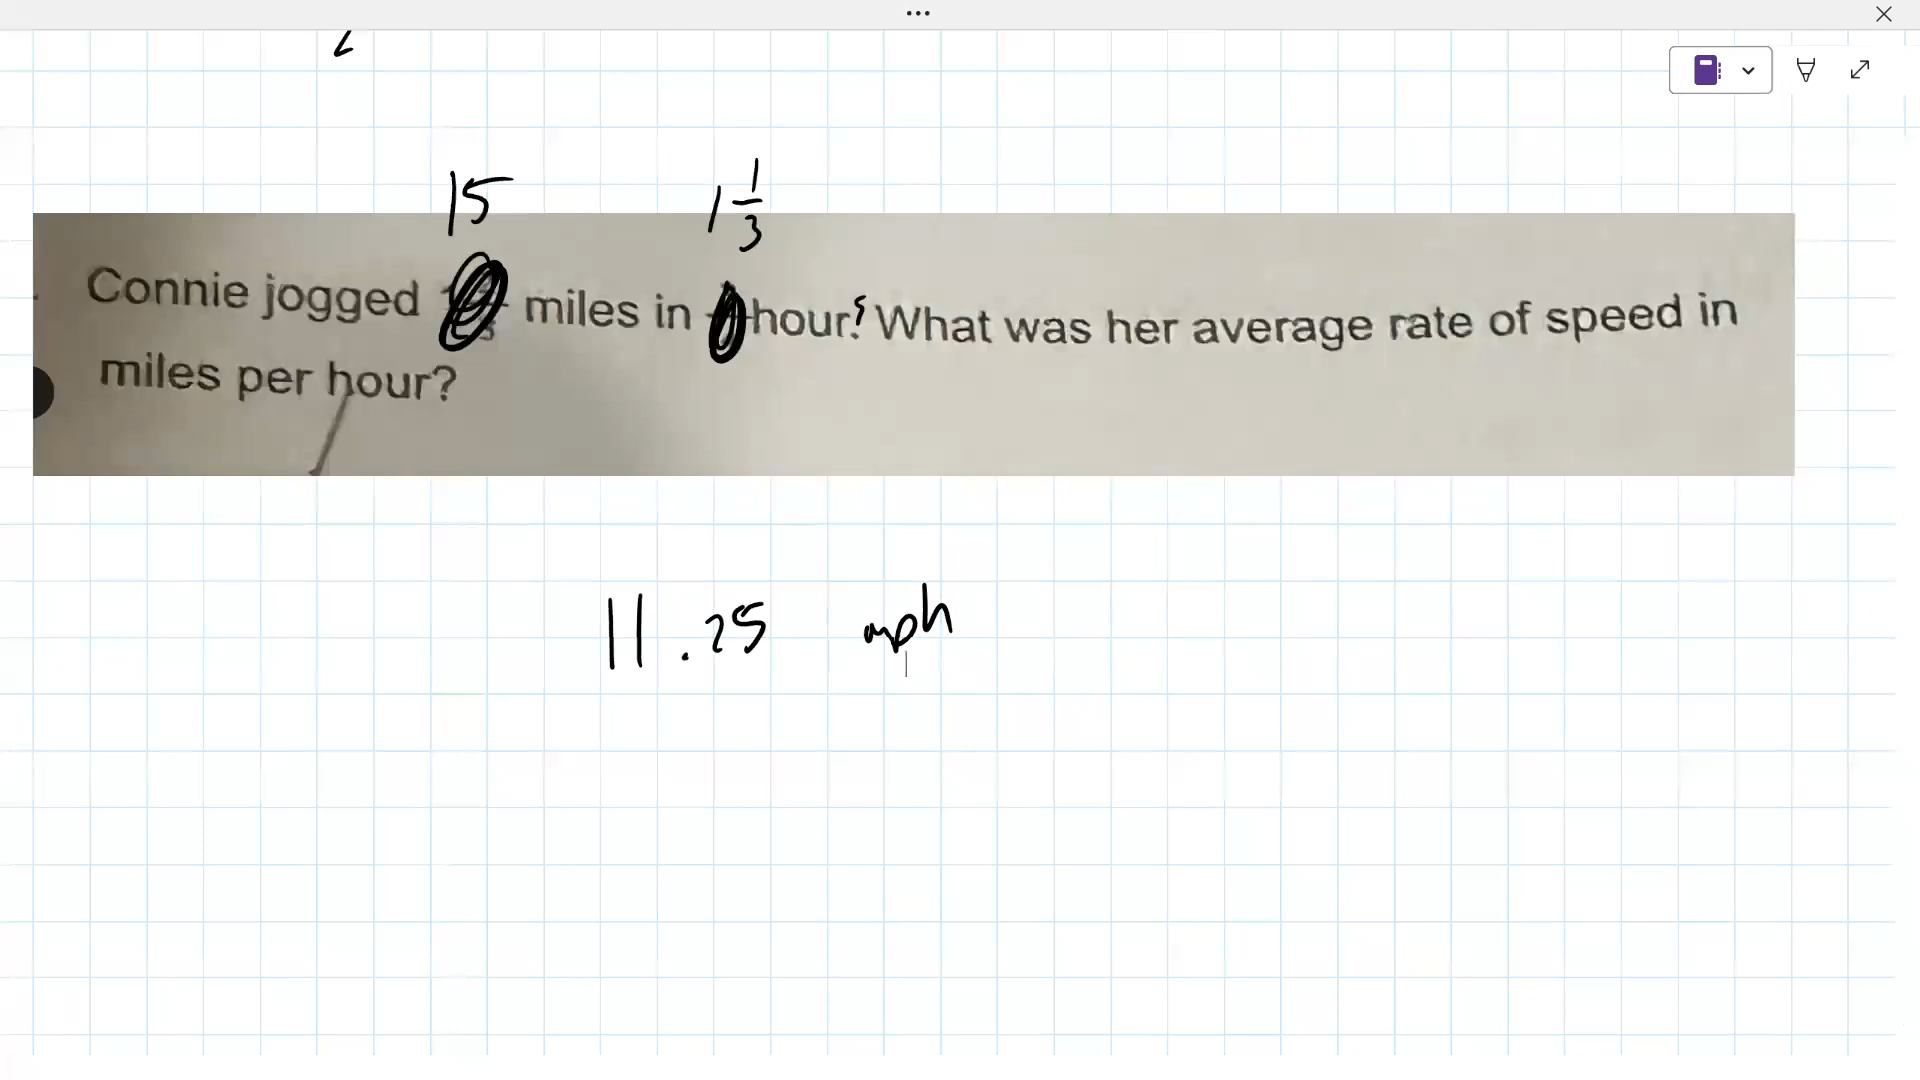 15 1 1/3
Connie jogged miles in hours. What was her average rate of speed in
miles per hour?
11.25 mph